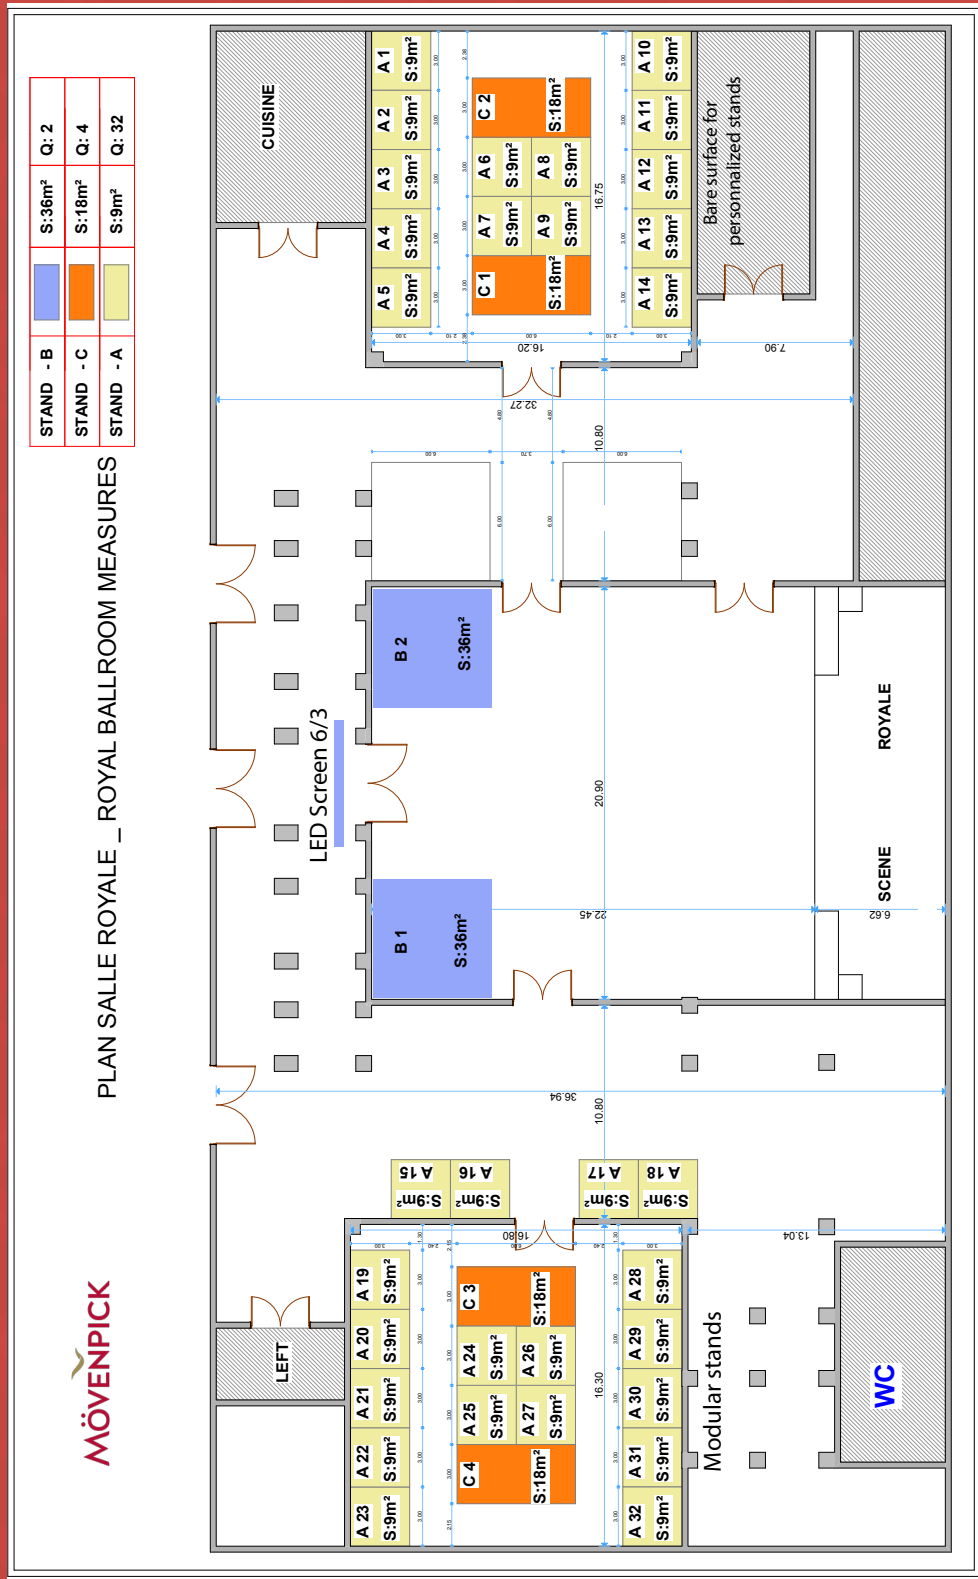 MÖVENPICK
PLAN SALLE ROYALE _ ROYAL BALLROOM MEASURES
STAND - B S:36m² Q: 2
STAND - C S:18m² Q: 4
STAND - A S:9m² Q: 32
CUISINE
A 1 S:9m²
A 2 S:9m²
A 3 S:9m²
A 4 S:9m²
A 5 S:9m²
C 2 S:18m²
A 6 S:9m²
A 8 S:9m²
A 7 S:9m²
A 9 S:9m²
C 1 S:18m²
A 10 S:9m²
A 11 S:9m²
A 12 S:9m²
A 13 S:9m²
A 14 S:9m²
Bare surface for
personnalized stands
16.75
16.20
7.90
32.27
10.80
LED Screen 6/3
B 2
S:36m²
B 1
S:36m²
20.90
22.45
6.62
SCENE ROYALE
36.94
10.80
A 15 S:9m²
A 16 S:9m²
A 17 S:9m²
A 18 S:9m²
16.80
13.04
LEFT
A 19 S:9m²
A 20 S:9m²
A 21 S:9m²
A 22 S:9m²
A 23 S:9m²
C 3 S:18m²
A 24 S:9m²
A 26 S:9m²
A 25 S:9m²
A 27 S:9m²
C 4 S:18m²
16.30
A 28 S:9m²
A 29 S:9m²
A 30 S:9m²
A 31 S:9m²
A 32 S:9m²
Modular stands
WC